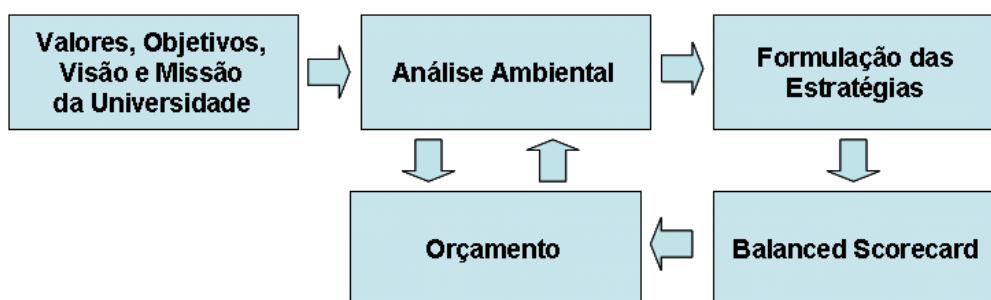 Valores, Objetivos,
Visão e Missão
da Universidade
Análise Ambiental
Formulação das
Estratégias
Orçamento
Balanced Scorecard